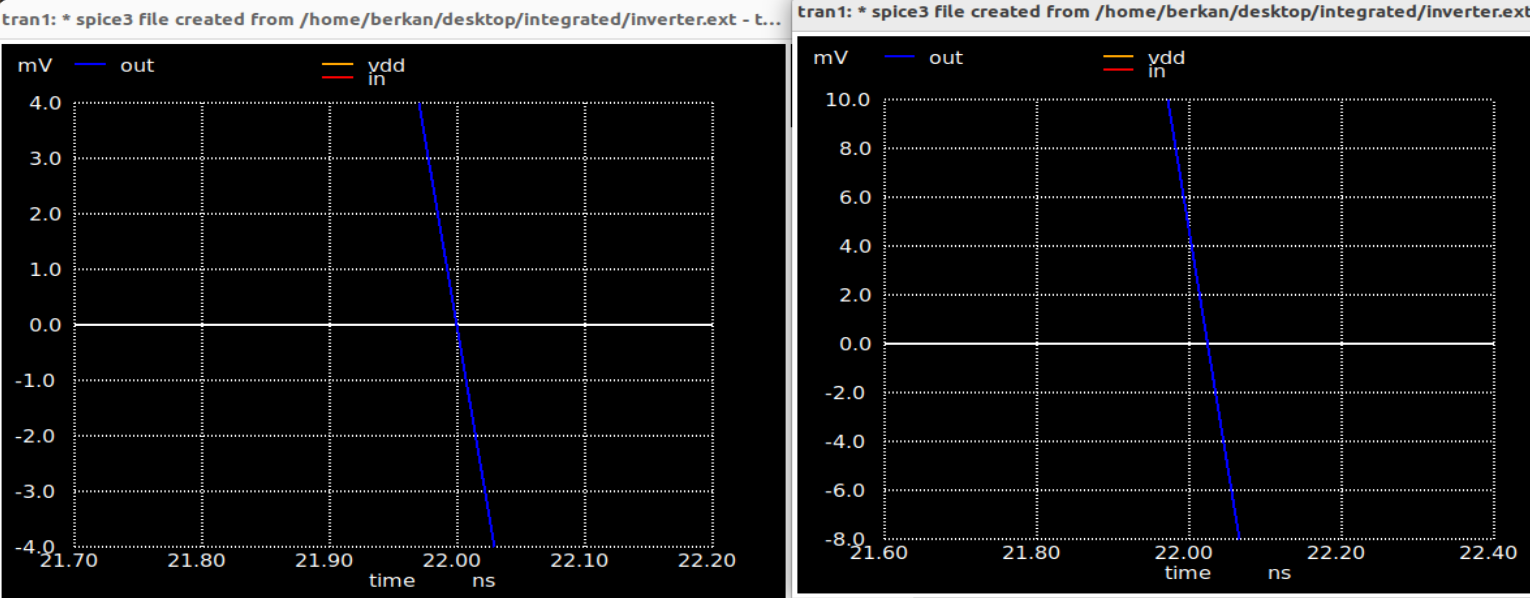 tran1: * spice3 file created from /home/berkan/desktop/integrated/inverter.ext - t...
mV out vdd
in
4.0
3.0
2.0
1.0
0.0
-1.0
-2.0
-3.0
-4.0
21.70 21.80 21.90 22.00 22.10 22.20
time ns
tran1: * spice3 file created from /home/berkan/desktop/integrated/inverter.ext
mV out vdd
in
10.0
8.0
6.0
4.0
2.0
0.0
-2.0
-4.0
-6.0
-8.0
21.60 21.80 22.00 22.20 22.40
time ns